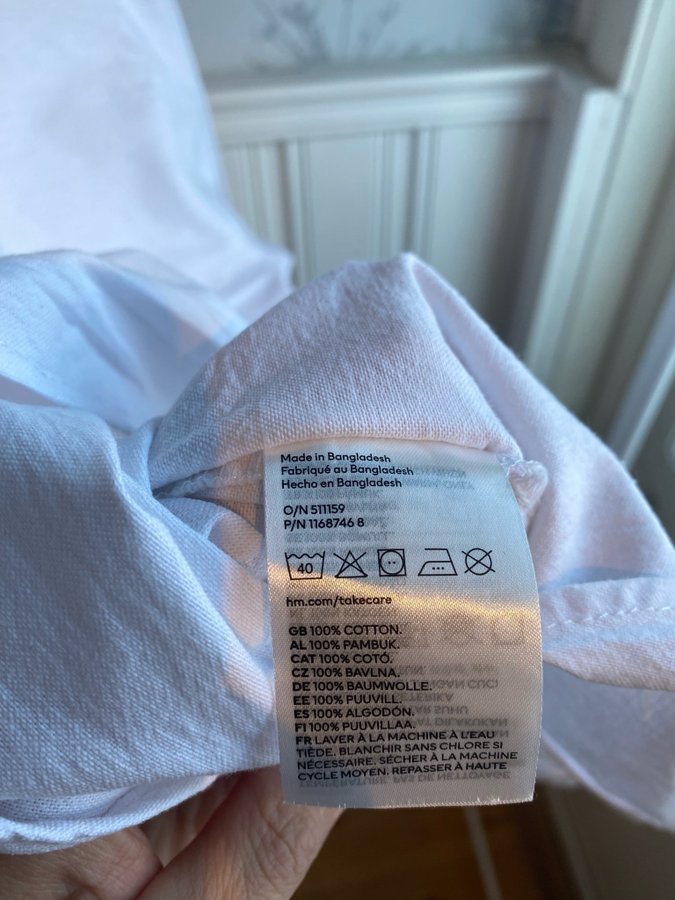 Made in Bangladesh
Fabriqué au Bangladesh
Hecho en Bangladesh
O/N 511159
P/N 1168746 8
40
hm.com/takecare
GB 100% COTTON.
AL 100% PAMBUK.
CAT 100% COTÓ.
CZ 100% BAVLNA.
DE 100% BAUMWOLLE.
EE 100% PUUVILL.
ES 100% ALGODÓN.
FI 100% PUUVILLAA.
FR LAVER À LA MACHINE À L'EAU
TIÈDE. BLANCHIR SANS CHLORE SI
NÉCESSAIRE. SÉCHER À LA MACHINE
CYCLE MOYEN. REPASSER À HAUTE